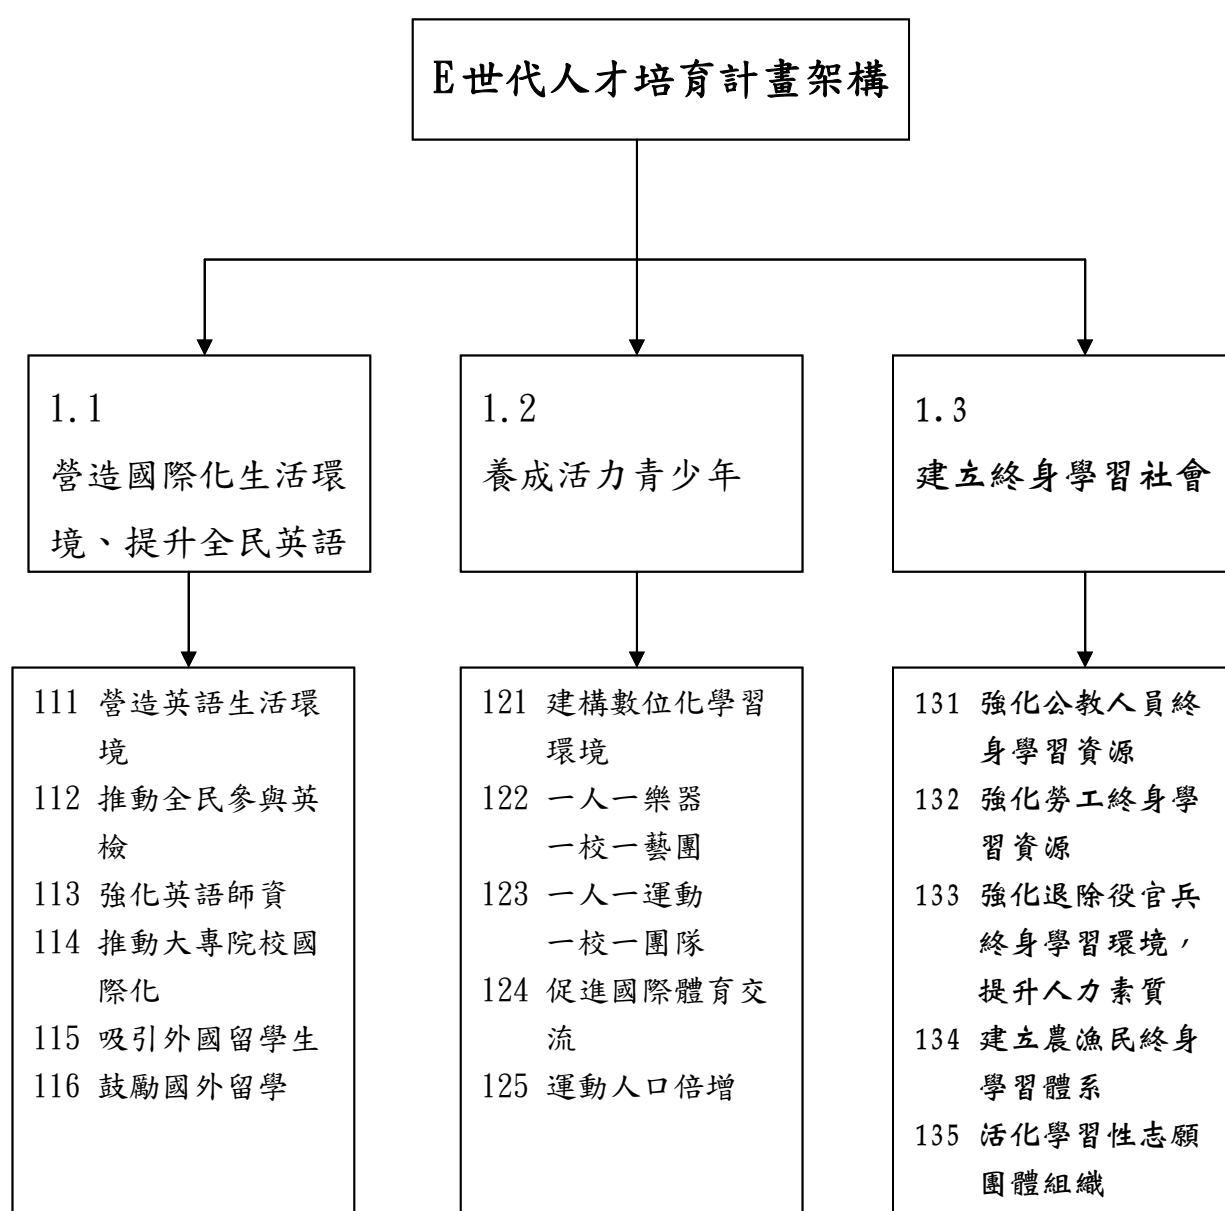 E世代人才培育計畫架構
1.1
營造國際化生活環
境、提升全民英語
1.2
養成活力青少年
1.3
建立終身學習社會
111 營造英語生活環
境
112 推動全民參與英
檢
113 強化英語師資
114 推動大專院校國
際化
115 吸引外國留學生
116 鼓勵國外留學
121 建構數位化學習
環境
122 一人一樂器
一校一藝團
123 一人一運動
一校一團隊
124 促進國際體育交
流
125 運動人口倍增
131 強化公教人員終
身學習資源
132 強化勞工終身學
習資源
133 強化退除役官兵
終身學習環境，
提升人力素質
134 建立農漁民終身
學習體系
135 活化學習性志願
團體組織